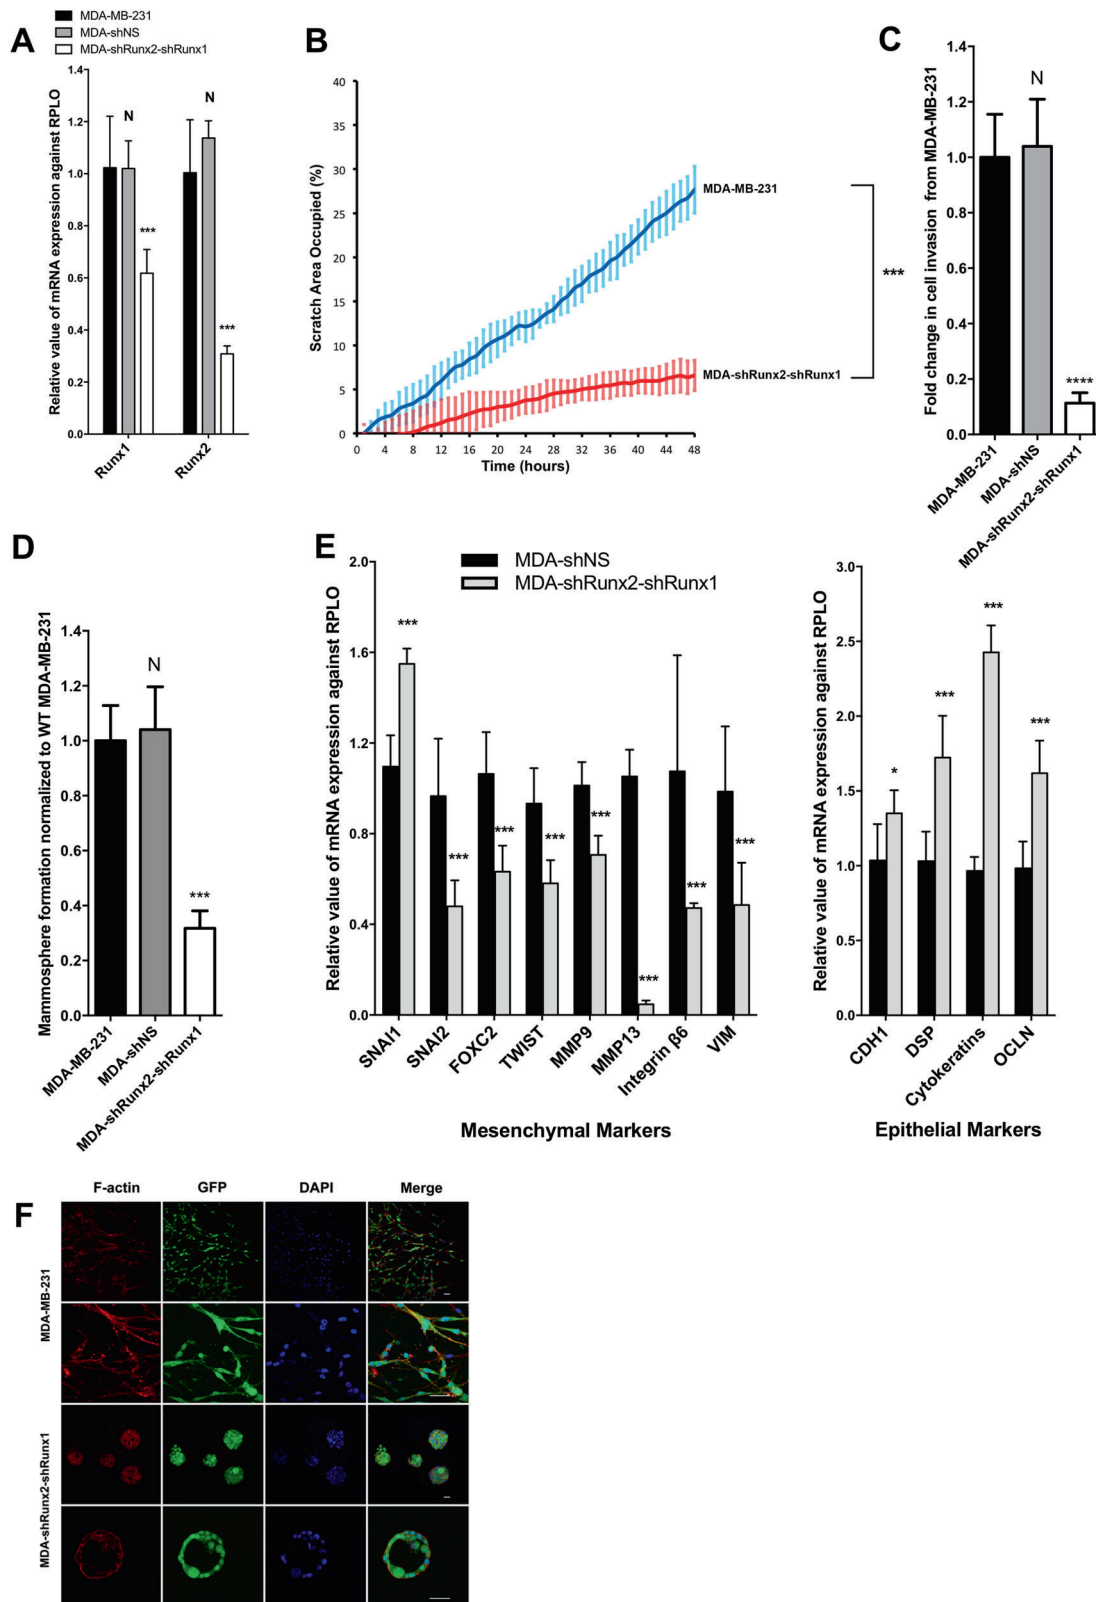 A
MDA-MB-231
MDA-shNS
MDA-shRunx2-shRunx1
Relative value of mRNA expression against RPLO
1.4
1.2
1.0
0.8
0.6
0.4
0.2
0.0
N
***
N
***
Runx1
Runx2
B
Scratch Area Occupied (%)
40
35
30
25
20
15
10
5
0
0 4 8 12 16 20 24 28 32 36 40 44 48
Time (hours)
MDA-MB-231
MDA-shRunx2-shRunx1
***
C
Fold change in cell invasion from MDA-MB-231
1.4
1.2
1.0
0.8
0.6
0.4
0.2
0.0
N
****
MDA-MB-231
MDA-shNS
MDA-shRunx2-shRunx1
D
Mammosphere formation normalized to WT MDA-MB-231
1.4
1.2
1.0
0.8
0.6
0.4
0.2
0.0
N
***
MDA-MB-231
MDA-shNS
MDA-shRunx2-shRunx1
E
MDA-shNS
MDA-shRunx2-shRunx1
Relative value of mRNA expression against RPLO
2.0
1.6
1.2
0.8
0.4
0.0
***
***
***
***
***
***
***
***
SNAI1
SNAI2
FOXC2
TWIST
MMP9
MMP13
Integrin β6
VIM
Mesenchymal Markers
Relative value of mRNA expression against RPLO
3.0
2.5
2.0
1.5
1.0
0.5
0.0
*
***
***
***
CDH1
DSP
Cytokeratins
OCLN
Epithelial Markers
F
F-actin GFP DAPI Merge
MDA-MB-231
MDA-shRunx2-shRunx1